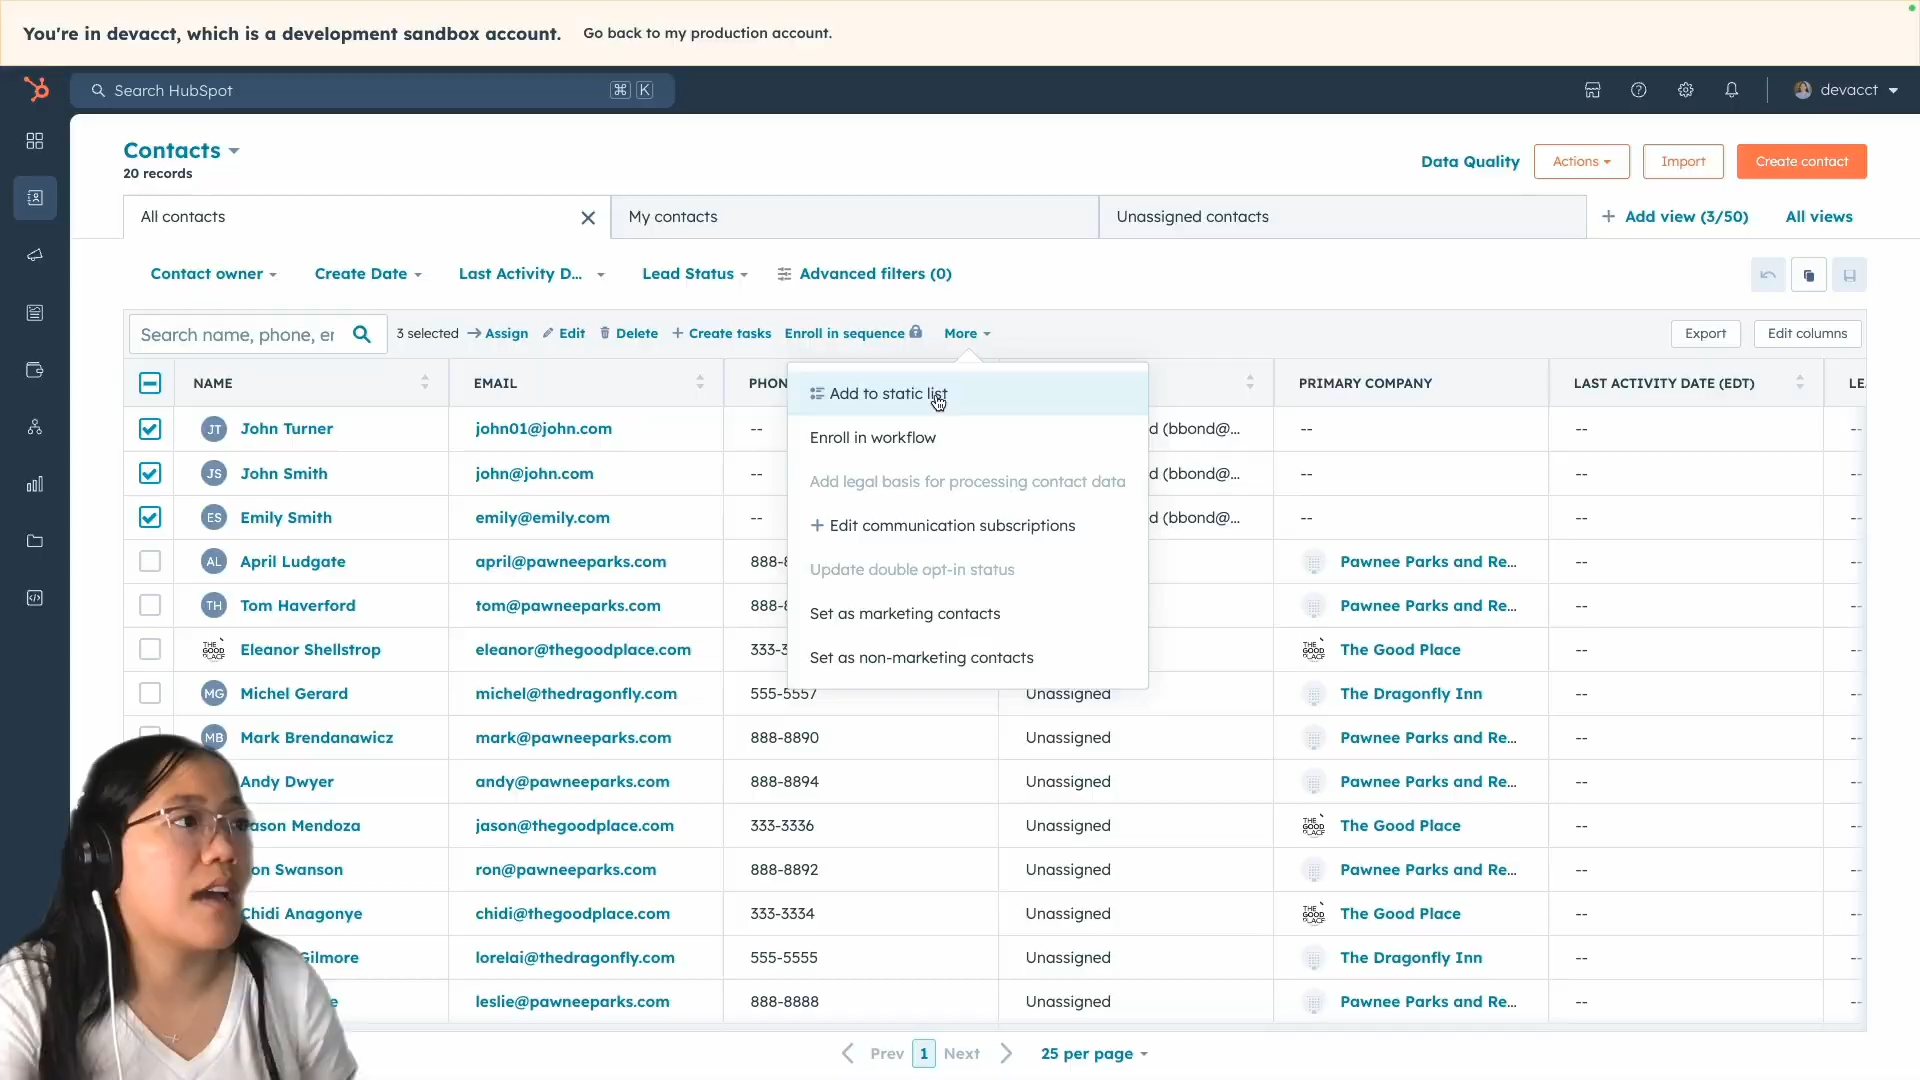 You're in devacct, which is a development sandbox account. Go back to my production account.
Search HubSpot ⌘ K devacct
Contacts
20 records
Data Quality Actions Import Create contact
All contacts My contacts Unassigned contacts + Add view (3/50) All views
Contact owner Create Date Last Activity D... Lead Status Advanced filters (0)
Search name, phone, er 3 selected Assign Edit Delete + Create tasks Enroll in sequence More Export Edit columns
NAME EMAIL PHON PRIMARY COMPANY LAST ACTIVITY DATE (EDT) LE
Add to static list
Enroll in workflow
Add legal basis for processing contact data
+ Edit communication subscriptions
Update double opt-in status
Set as marketing contacts
Set as non-marketing contacts
JT John Turner john01@john.com -- d (bbond@... -- -- --
JS John Smith john@john.com -- d (bbond@... -- -- --
ES Emily Smith emily@emily.com -- d (bbond@... -- -- --
AL April Ludgate april@pawneeparks.com 888-8 Pawnee Parks and Re... -- --
TH Tom Haverford tom@pawneeparks.com 888-8 Pawnee Parks and Re... -- --
THE GOOD PLACE Eleanor Shellstrop eleanor@thegoodplace.com 333-3 THE GOOD PLACE The Good Place -- --
MG Michel Gerard michel@thedragonfly.com 555-5557 Unassigned The Dragonfly Inn -- --
MB Mark Brendanawicz mark@pawneeparks.com 888-8890 Unassigned Pawnee Parks and Re... -- --
Andy Dwyer andy@pawneeparks.com 888-8894 Unassigned Pawnee Parks and Re... -- --
ason Mendoza jason@thegoodplace.com 333-3336 Unassigned THE GOOD PLACE The Good Place -- --
on Swanson ron@pawneeparks.com 888-8892 Unassigned Pawnee Parks and Re... -- --
Chidi Anagonye chidi@thegoodplace.com 333-3334 Unassigned THE GOOD PLACE The Good Place -- --
Gilmore lorelai@thedragonfly.com 555-5555 Unassigned The Dragonfly Inn -- --
e leslie@pawneeparks.com 888-8888 Unassigned Pawnee Parks and Re... -- --
Prev 1 Next 25 per page